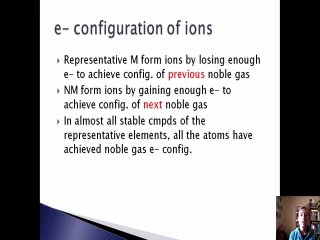 e- configuration of ions
Representative M form ions by losing enough
e- to achieve config. of previous noble gas
NM form ions by gaining enough e- to
achieve config. of next noble gas
In almost all stable cmpds of the
representative elements, all the atoms have
achieved noble gas e- config.